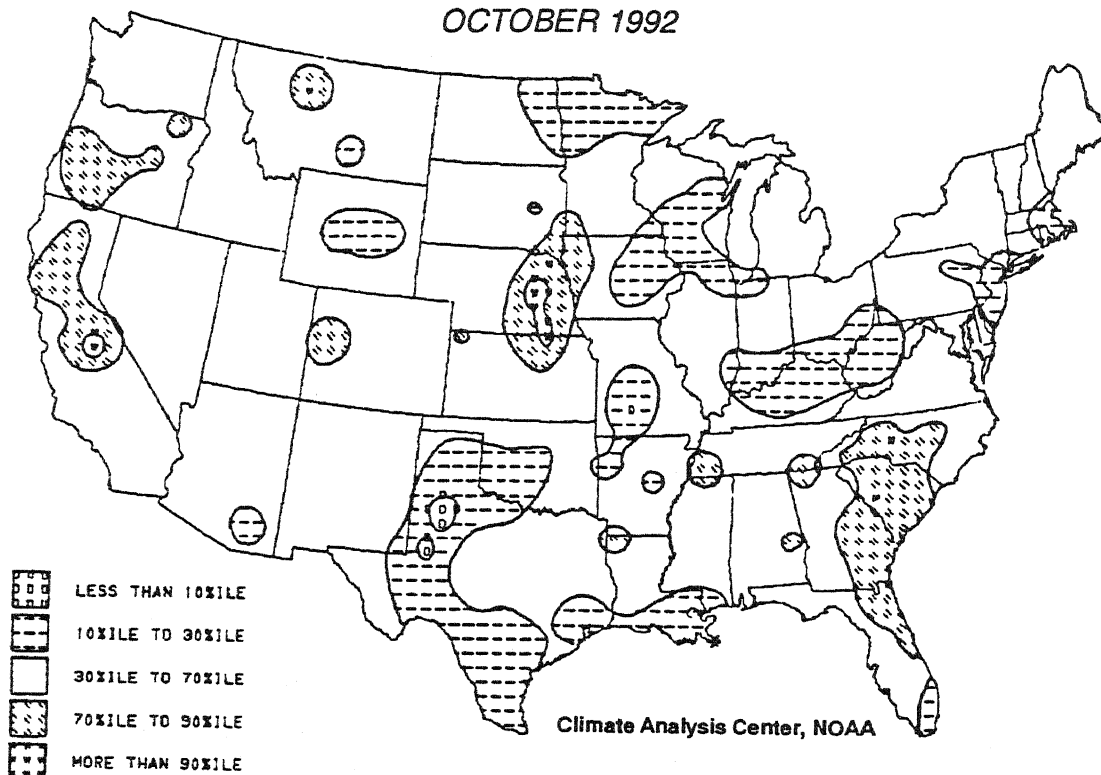 OCTOBER 1992
LESS THAN 10%ILE
10%ILE TO 30%ILE
30%ILE TO 70%ILE
70%ILE TO 90%ILE
MORE THAN 90%ILE
Climate Analysis Center, NOAA